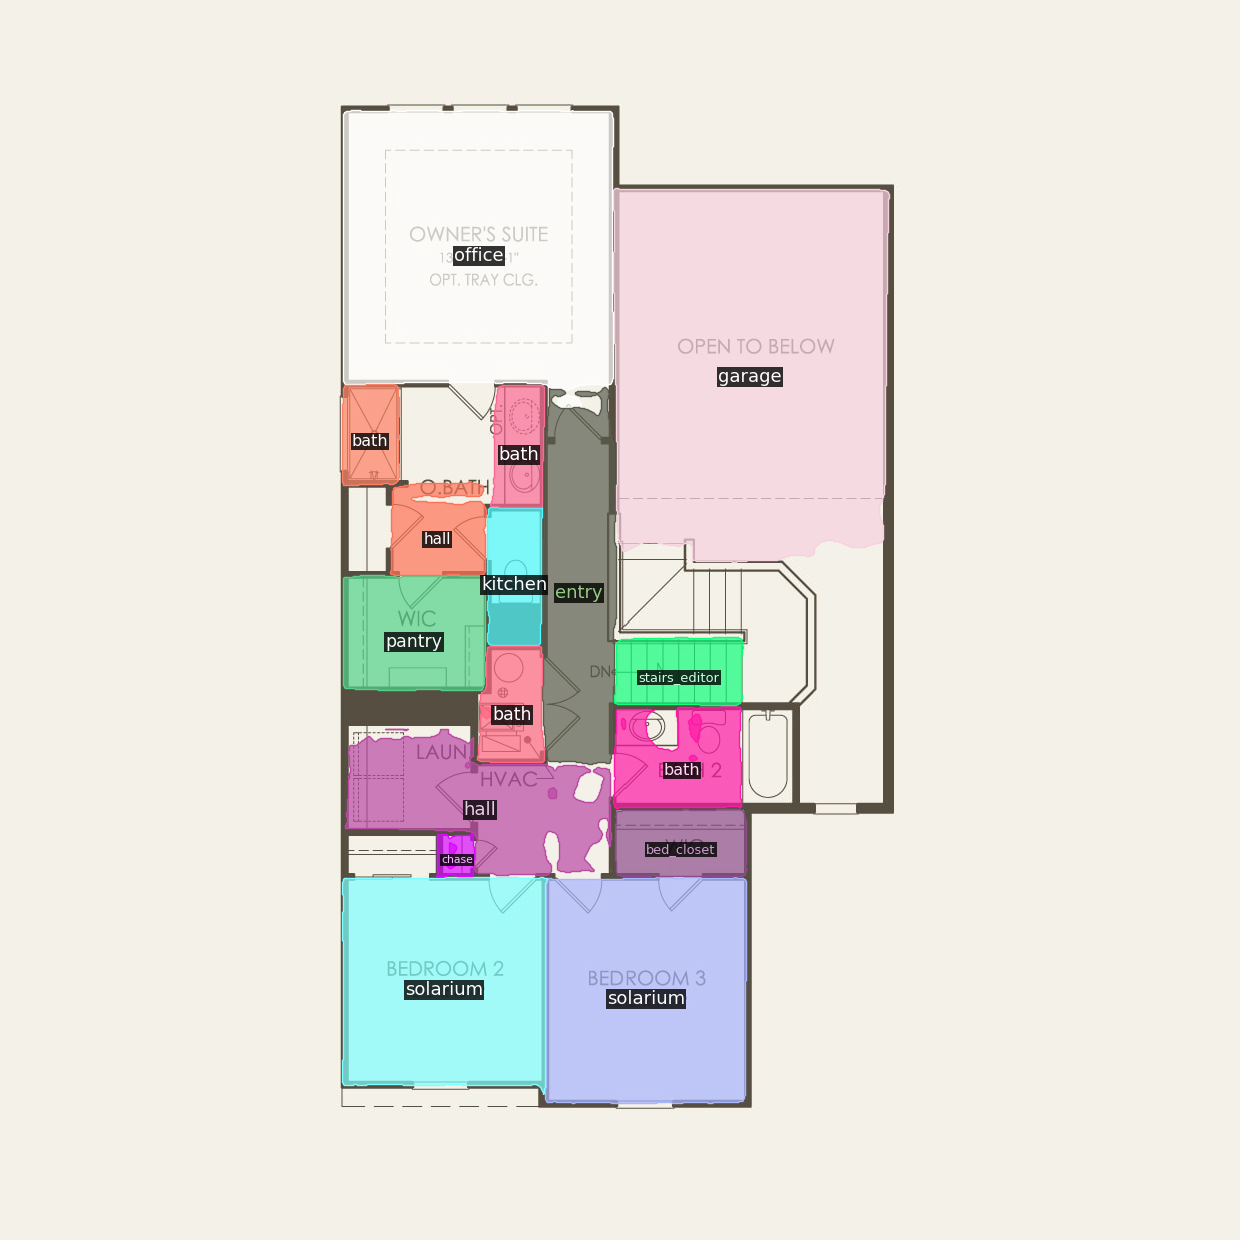 OWNER'S SUITE
office
OPT. TRAY CLG.
OPEN TO BELOW
garage
OPT.
bath
bath
O.BATH
hall
kitchen
entry
WIC
pantry
DN
stairs_editor
bath
bath
2
LAUN
HVAC
hall
bed_closet
chase
BEDROOM 2
solarium
BEDROOM 3
solarium